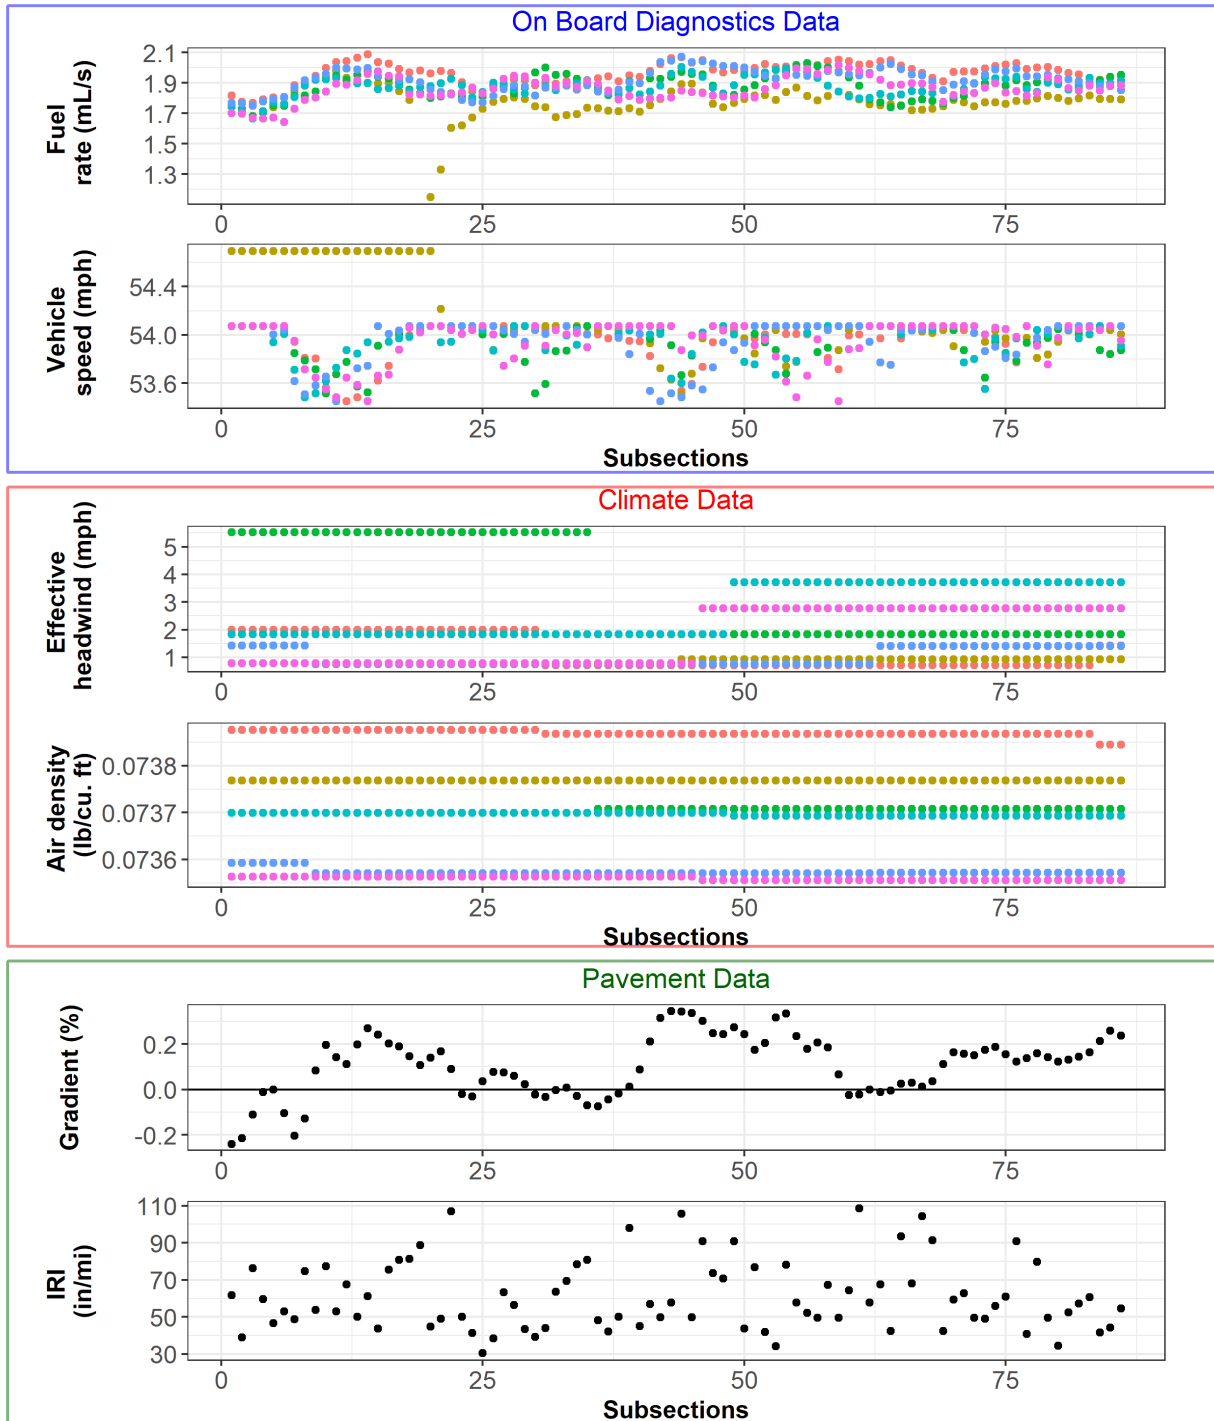 On Board Diagnostics Data
Fuel
rate (mL/s)
2.1
1.9
1.7
1.5
1.3
0 25 50 75
Vehicle
speed (mph)
54.4
54.0
53.6
0 25 50 75
Subsections
Climate Data
Effective
headwind (mph)
5
4
3
2
1
0 25 50 75
Air density
(lb/cu. ft)
0.0738
0.0737
0.0736
0 25 50 75
Subsections
Pavement Data
Gradient (%)
0.2
0.0
-0.2
0 25 50 75
IRI
(in/mi)
110
90
70
50
30
0 25 50 75
Subsections